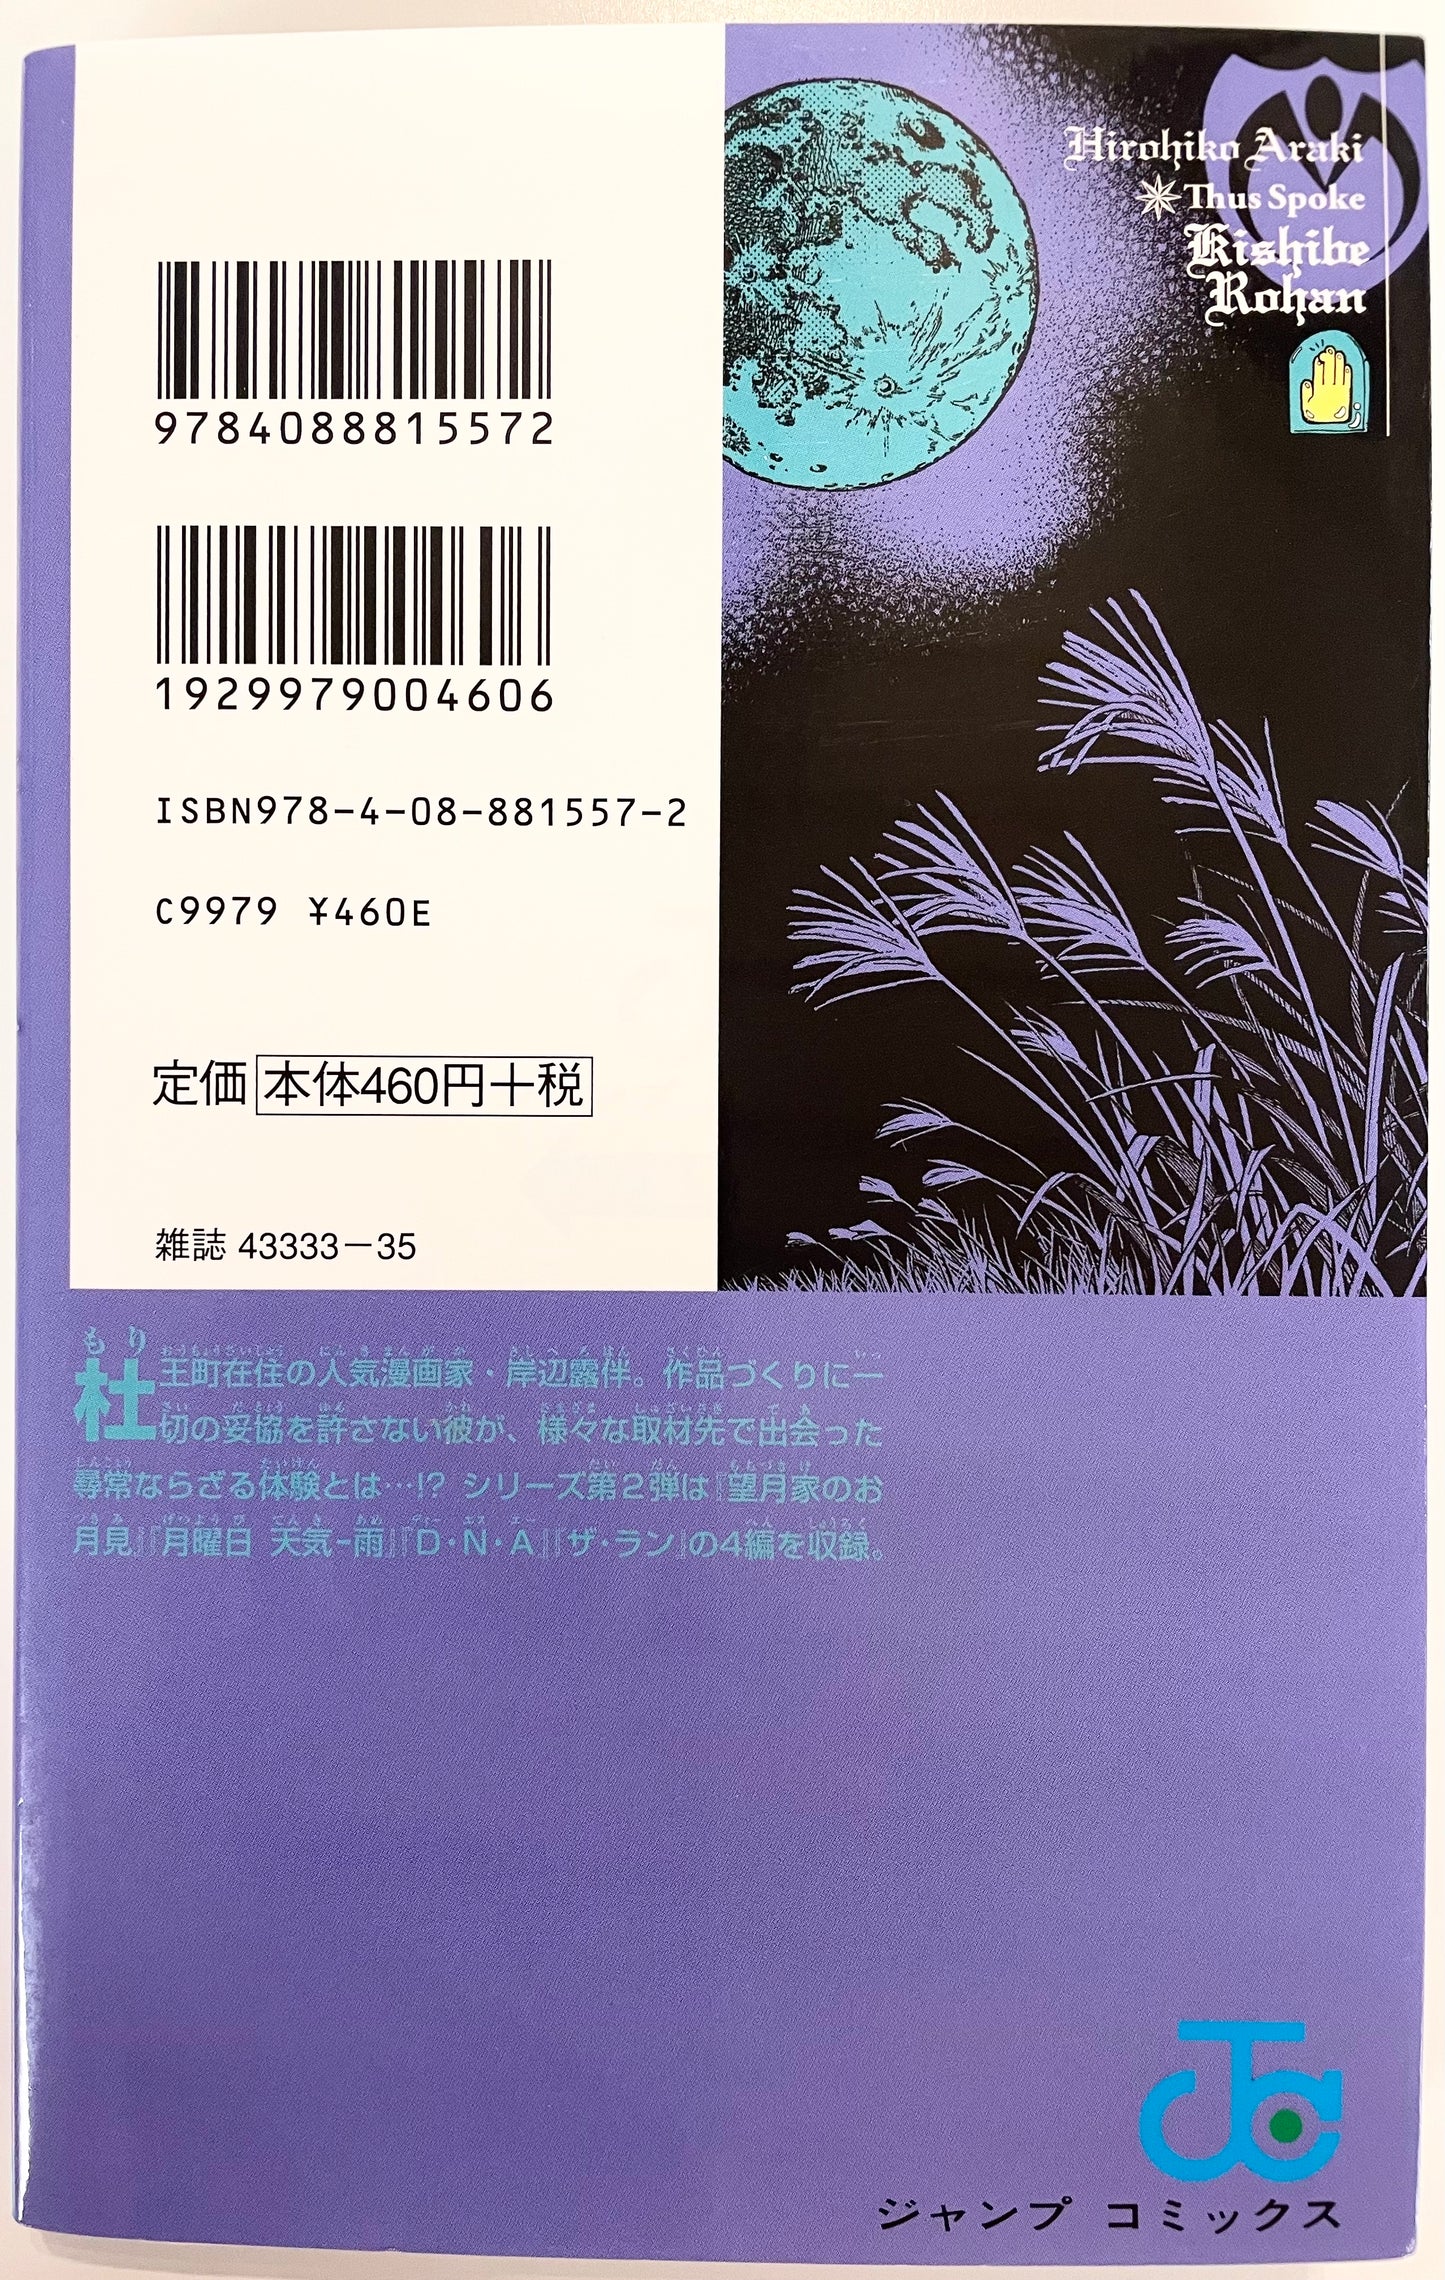 Hirohiko Araki
Thus Spoke
Kishibe
Rohan
9784088815572
1929979004606
ISBN978-4-08-881557-2
C9979 ¥460E
定価 本体460円+税
雑誌 43333-35
杜王町在住の人気漫画家・岸辺露伴。作品づくりに一
切の妥協を許さない彼が、様々な取材先で出会った
尋常ならざる体験とは…!? シリーズ第2弾は『望月家のお
月見』『月曜日 天気-雨』『D・N・A』『ザ・ラン』の4編を収録。
ジャンプ コミックス